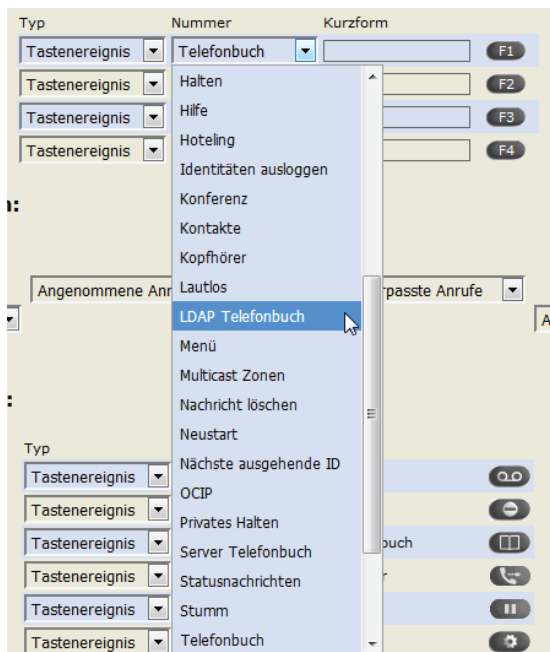 Typ Nummer Kurzform
Tastenereignis Telefonbuch F1
Tastenereignis F2
Tastenereignis F3
Tastenereignis F4
Halten
Hilfe
Hoteling
Identitäten ausloggen
Konferenz
Kontakte
Kopfhörer
Lautlos
LDAP Telefonbuch
Menü
Multicast Zonen
Nachricht löschen
Neustart
Nächste ausgehende ID
OCIP
Privates Halten
Server Telefonbuch
Statusnachrichten
Stumm
Telefonbuch
n:
Angenommene Anr rpasste Anrufe
A
:
Typ
Tastenereignis
Tastenereignis
Tastenereignis buch
Tastenereignis r
Tastenereignis
Tastenereignis